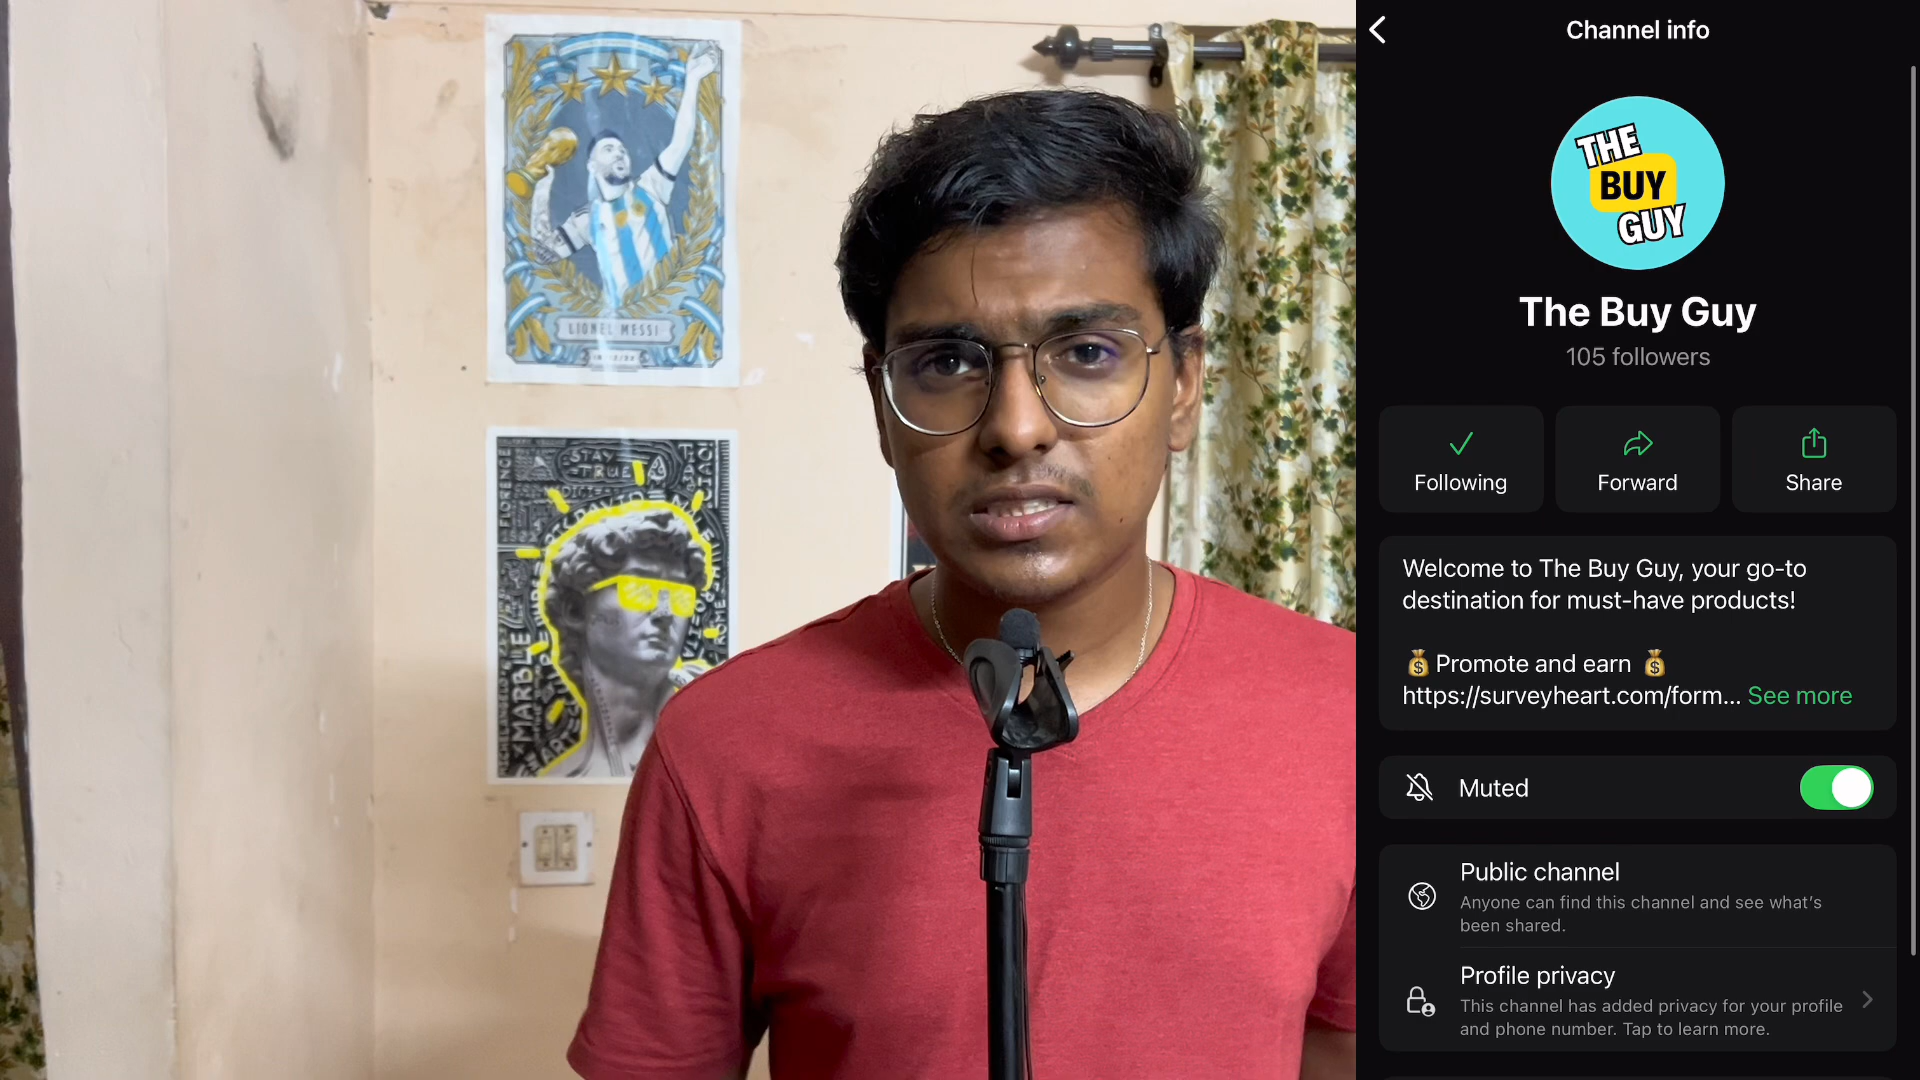 LIONEL MESSI
STAY
TRUE
FLORENCE
MARBLE
Channel info
THE
BUY
GUY
The Buy Guy
105 followers
Following
Forward
Share
Welcome to The Buy Guy, your go-to
destination for must-have products!
💰 Promote and earn 💰
https://surveyheart.com/form... See more
Muted
Public channel
Anyone can find this channel and see what's
been shared.
Profile privacy
This channel has added privacy for your profile
and phone number. Tap to learn more.